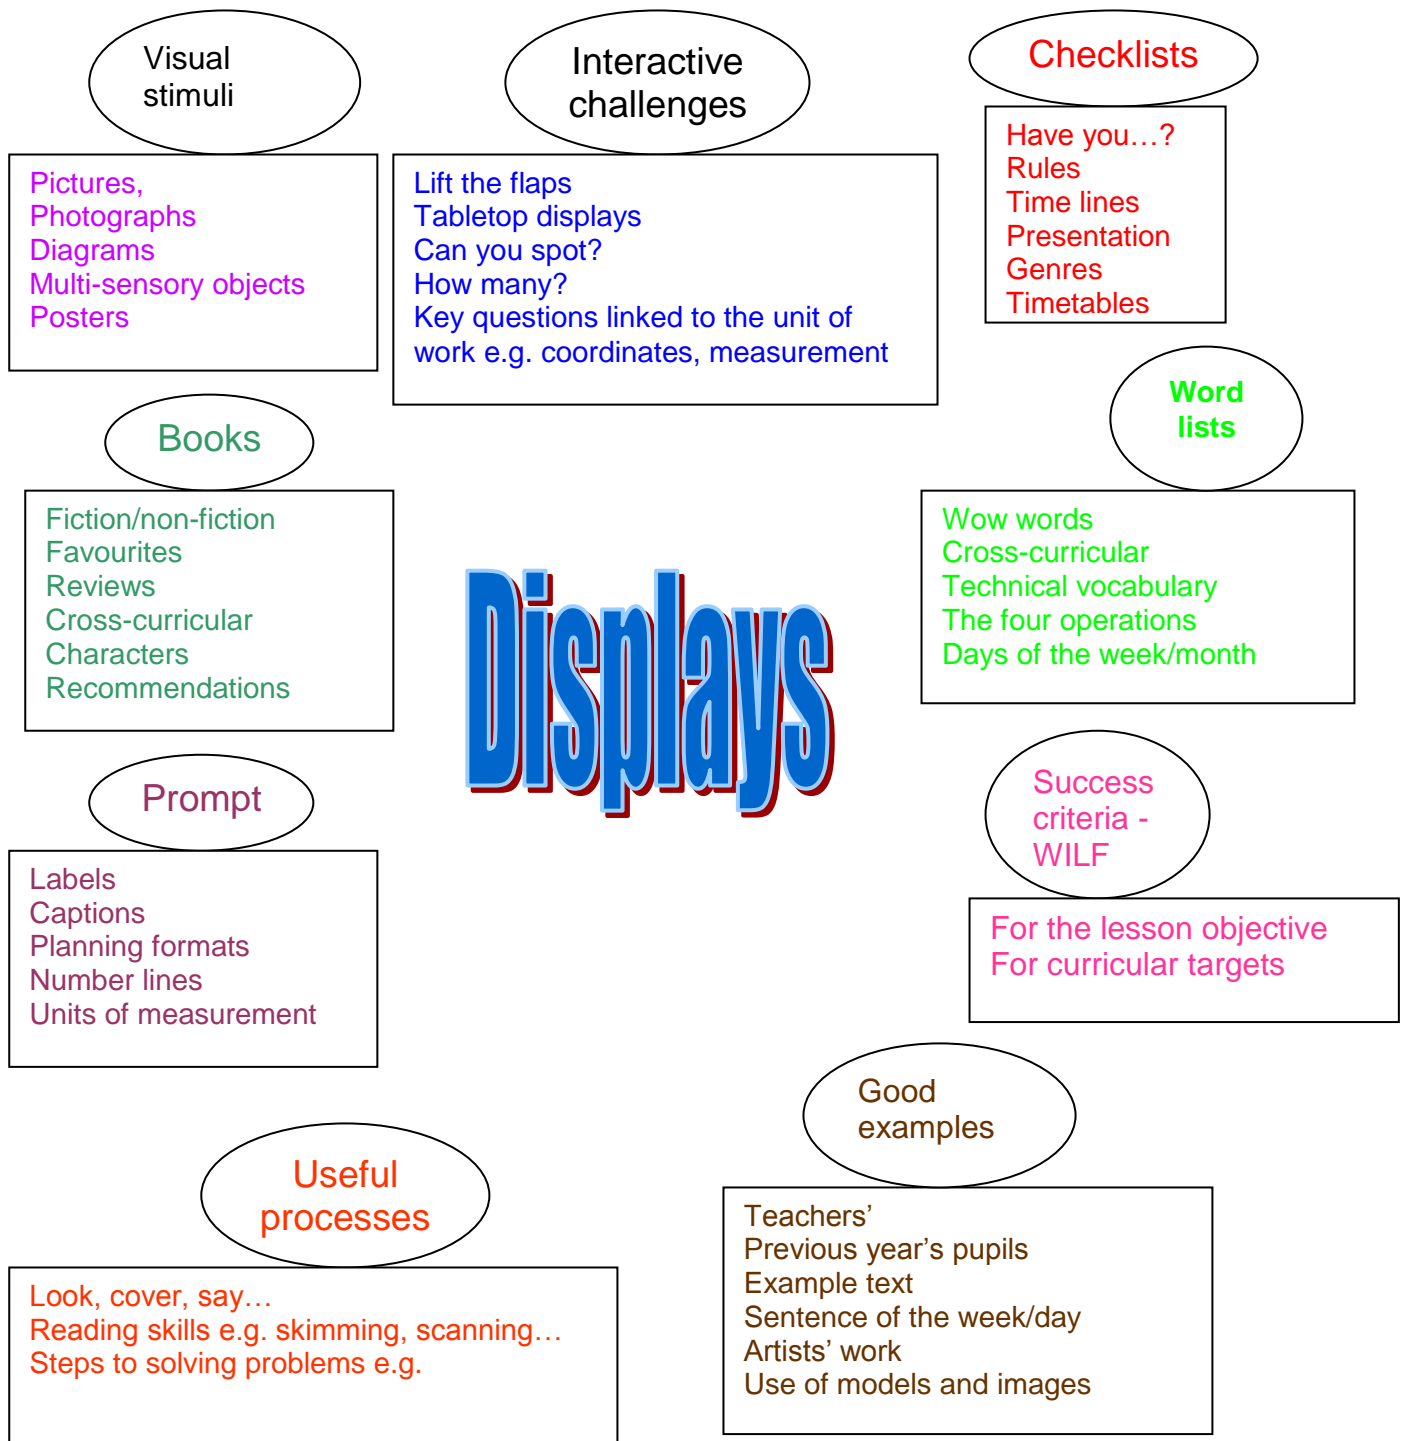 Visual
stimuli
Pictures,
Photographs
Diagrams
Multi-sensory objects
Posters
Interactive
challenges
Lift the flaps
Tabletop displays
Can you spot?
How many?
Key questions linked to the unit of
work e.g. coordinates, measurement
Checklists
Have you…?
Rules
Time lines
Presentation
Genres
Timetables
Books
Fiction/non-fiction
Favourites
Reviews
Cross-curricular
Characters
Recommendations
Displays
Word
lists
Wow words
Cross-curricular
Technical vocabulary
The four operations
Days of the week/month
Prompt
Labels
Captions
Planning formats
Number lines
Units of measurement
Success
criteria -
WILF
For the lesson objective
For curricular targets
Useful
processes
Look, cover, say…
Reading skills e.g. skimming, scanning…
Steps to solving problems e.g.
Good
examples
Teachers’
Previous year’s pupils
Example text
Sentence of the week/day
Artists’ work
Use of models and images